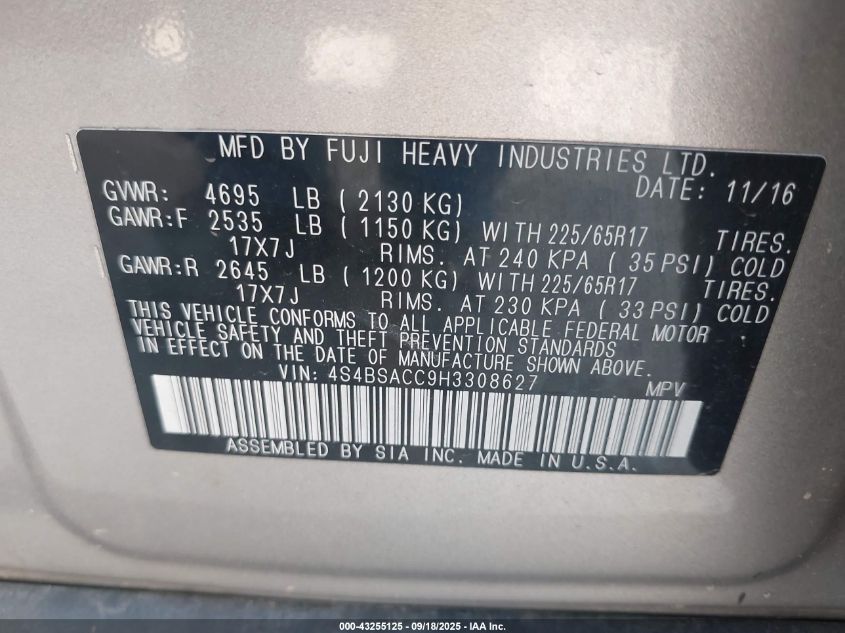 MFD BY FUJI HEAVY INDUSTRIES LTD.
DATE: 11/16
GVWR: 4695 LB ( 2130 KG)
GAWR:F 2535 LB ( 1150 KG) WITH 225/65R17 TIRES.
17X7J RIMS. AT 240 KPA ( 35 PSI) COLD
GAWR:R 2645 LB ( 1200 KG) WITH 225/65R17 TIRES.
17X7J RIMS. AT 230 KPA ( 33 PSI) COLD
THIS VEHICLE CONFORMS TO ALL APPLICABLE FEDERAL MOTOR
VEHICLE SAFETY AND THEFT PREVENTION STANDARDS
IN EFFECT ON THE DATE OF MANUFACTURE SHOWN ABOVE.
VIN: 4S4BSACC9H3308627 MPV
ASSEMBLED BY SIA INC. MADE IN U.S.A.
000-43255125 - 09/18/2025 - IAA Inc.